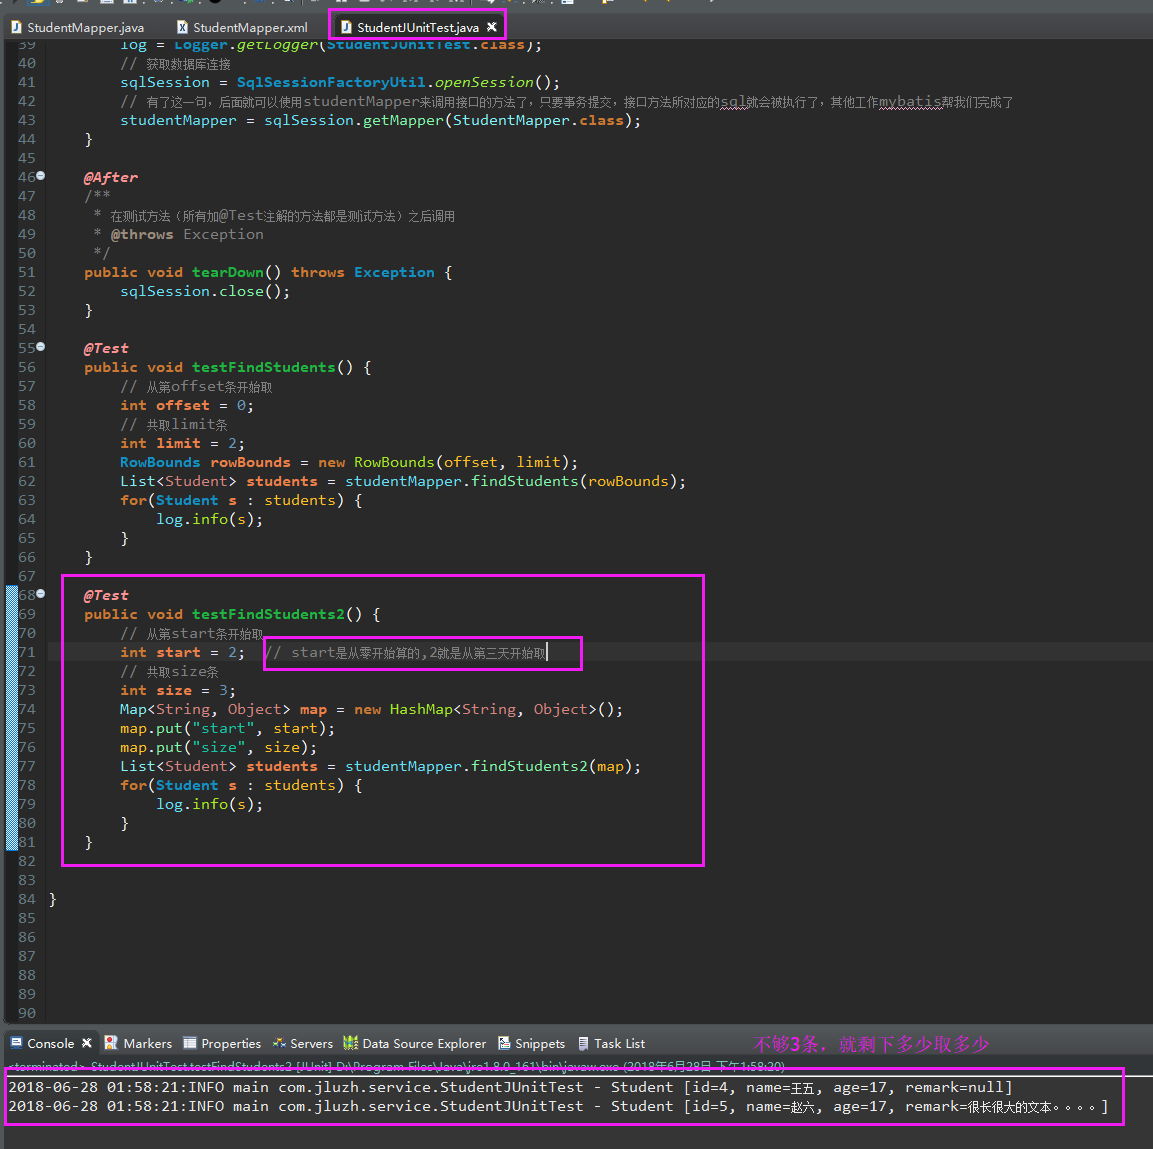 StudentMapper.java StudentMapper.xml StudentJUnitTest.java
39 log = Logger.getLogger(StudentJUnitTest.class);
40 // 获取数据库连接
41 sqlSession = SqlSessionFactoryUtil.openSession();
42 // 有了这一句，后面就可以使用studentMapper来调用接口的方法了，只要事务提交，接口方法所对应的sql就会被执行了，其他工作mybatis帮我们完成了
43 studentMapper = sqlSession.getMapper(StudentMapper.class);
44 }
45
46 @After
47 /**
48 * 在测试方法（所有加@Test注解的方法都是测试方法）之后调用
49 * @throws Exception
50 */
51 public void tearDown() throws Exception {
52 sqlSession.close();
53 }
54
55 @Test
56 public void testFindStudents() {
57 // 从第offset条开始取
58 int offset = 0;
59 // 共取limit条
60 int limit = 2;
61 RowBounds rowBounds = new RowBounds(offset, limit);
62 List<Student> students = studentMapper.findStudents(rowBounds);
63 for(Student s : students) {
64 log.info(s);
65 }
66 }
67
68 @Test
69 public void testFindStudents2() {
70 // 从第start条开始取
71 int start = 2; // start是从零开始算的,2就是从第三天开始取
72 // 共取size条
73 int size = 3;
74 Map<String, Object> map = new HashMap<String, Object>();
75 map.put("start", start);
76 map.put("size", size);
77 List<Student> students = studentMapper.findStudents2(map);
78 for(Student s : students) {
79 log.info(s);
80 }
81 }
82
83
84 }
85
86
87
88
89
90
Console Markers Properties Servers Data Source Explorer Snippets Task List 不够3条，就剩下多少取多少
<terminated> StudentJUnitTest.testFindStudents2 [JUnit] D:\Program Files\Java\jre1.8.0_161\bin\javaw.exe (2018年6月28日 下午1:58:20)
2018-06-28 01:58:21:INFO main com.jluzh.service.StudentJUnitTest - Student [id=4, name=王五, age=17, remark=null]
2018-06-28 01:58:21:INFO main com.jluzh.service.StudentJUnitTest - Student [id=5, name=赵六, age=17, remark=很长很大的文本。。。。]